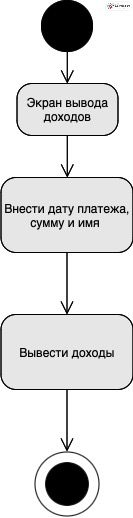 Экран вывода
доходов
Внести дату платежа,
сумму и имя
Вывести доходы